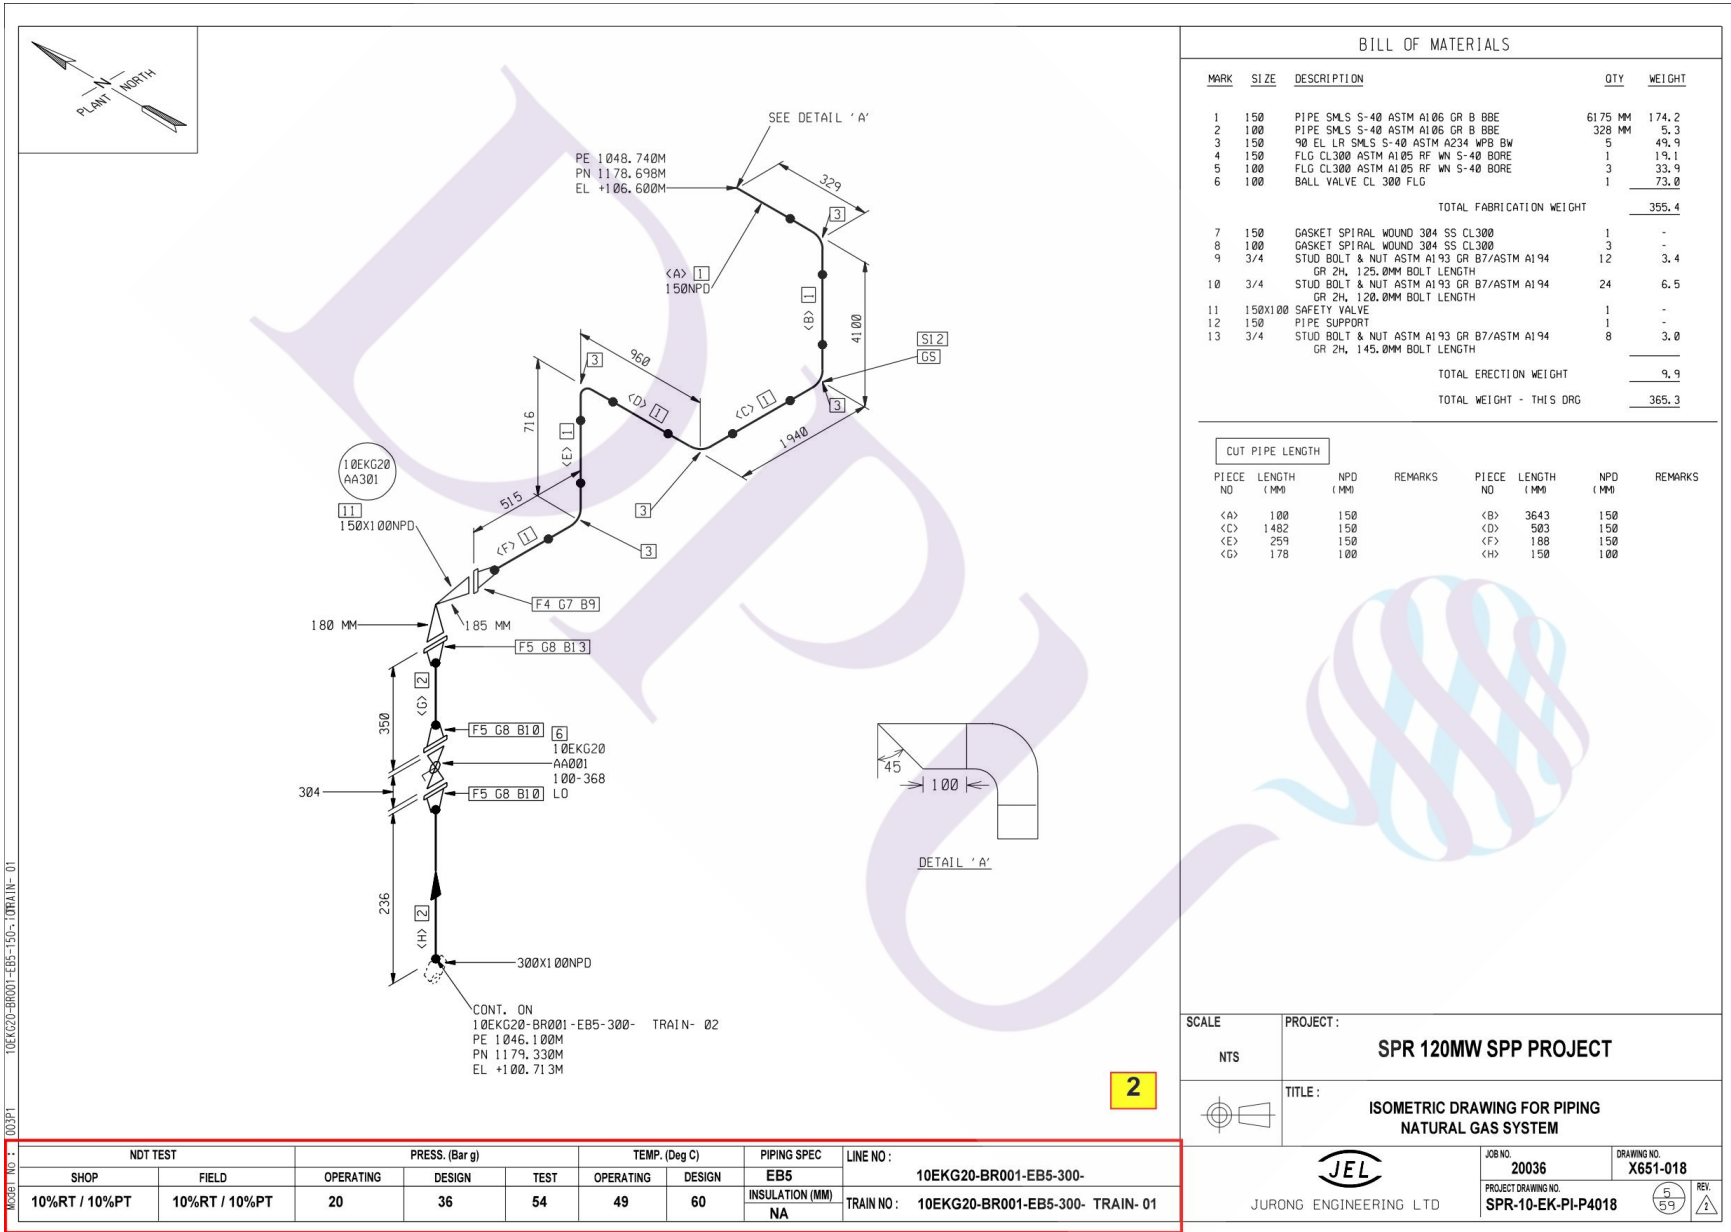 N
PLANT NORTH
SEE DETAIL 'A'
PE 1048.740M
PN 1178.698M
EL +106.600M
329
3
<A> 1
150NPD
<B> 1
4100
S12
GS
3
960
3
<D> 1
<C> 1
1940
716
<E> 1
3
10EKG20
AA301
11
150X100NPD
515
<F> 1
3
F4 G7 B9
180 MM
185 MM
F5 G8 B13
350
<G> 2
F5 G8 B10
6
10EKG20
AA001
100-368
LO
304
F5 G8 B10
236
<H> 2
300X100NPD
CONT. ON
10EKG20-BR001-EB5-300- TRAIN- 02
PE 1046.100M
PN 1179.330M
EL +100.713M
45
100
DETAIL 'A'
DPS
2
BILL OF MATERIALS
MARK SIZE DESCRIPTION QTY WEIGHT
1 150 PIPE SMLS S-40 ASTM A106 GR B BBE 6175 MM 174.2
2 100 PIPE SMLS S-40 ASTM A106 GR B BBE 328 MM 5.3
3 150 90 EL LR SMLS S-40 ASTM A234 WPB BW 5 49.9
4 150 FLG CL300 ASTM A105 RF WN S-40 BORE 1 19.1
5 100 FLG CL300 ASTM A105 RF WN S-40 BORE 3 33.9
6 100 BALL VALVE CL 300 FLG 1 73.0
TOTAL FABRICATION WEIGHT 355.4
7 150 GASKET SPIRAL WOUND 304 SS CL300 1 -
8 100 GASKET SPIRAL WOUND 304 SS CL300 3 -
9 3/4 STUD BOLT & NUT ASTM A193 GR B7/ASTM A194 12 3.4
GR 2H, 125.0MM BOLT LENGTH
10 3/4 STUD BOLT & NUT ASTM A193 GR B7/ASTM A194 24 6.5
GR 2H, 120.0MM BOLT LENGTH
11 150X100 SAFETY VALVE 1 -
12 150 PIPE SUPPORT 1 -
13 3/4 STUD BOLT & NUT ASTM A193 GR B7/ASTM A194 8 3.0
GR 2H, 145.0MM BOLT LENGTH
TOTAL ERECTION WEIGHT 9.9
TOTAL WEIGHT - THIS DRG 365.3
CUT PIPE LENGTH
PIECE LENGTH NPD REMARKS PIECE LENGTH NPD REMARKS
NO (MM) (MM) NO (MM) (MM)
<A> 100 150 <B> 3643 150
<C> 1482 150 <D> 503 150
<E> 259 150 <F> 188 150
<G> 178 100 <H> 150 100
SCALE
NTS
PROJECT :
SPR 120MW SPP PROJECT
TITLE :
ISOMETRIC DRAWING FOR PIPING
NATURAL GAS SYSTEM
JEL
JURONG ENGINEERING LTD
JOB NO.
20036
DRAWING NO.
X651-018
PROJECT DRAWING NO.
SPR-10-EK-PI-P4018
5
59
REV.
2
NDT TEST PRESS. (Bar g) TEMP. (Deg C) PIPING SPEC LINE NO :
SHOP FIELD OPERATING DESIGN TEST OPERATING DESIGN EB5 10EKG20-BR001-EB5-300-
10%RT / 10%PT 10%RT / 10%PT 20 36 54 49 60 INSULATION (MM) NA TRAIN NO : 10EKG20-BR001-EB5-300- TRAIN- 01
Model No : 003P1